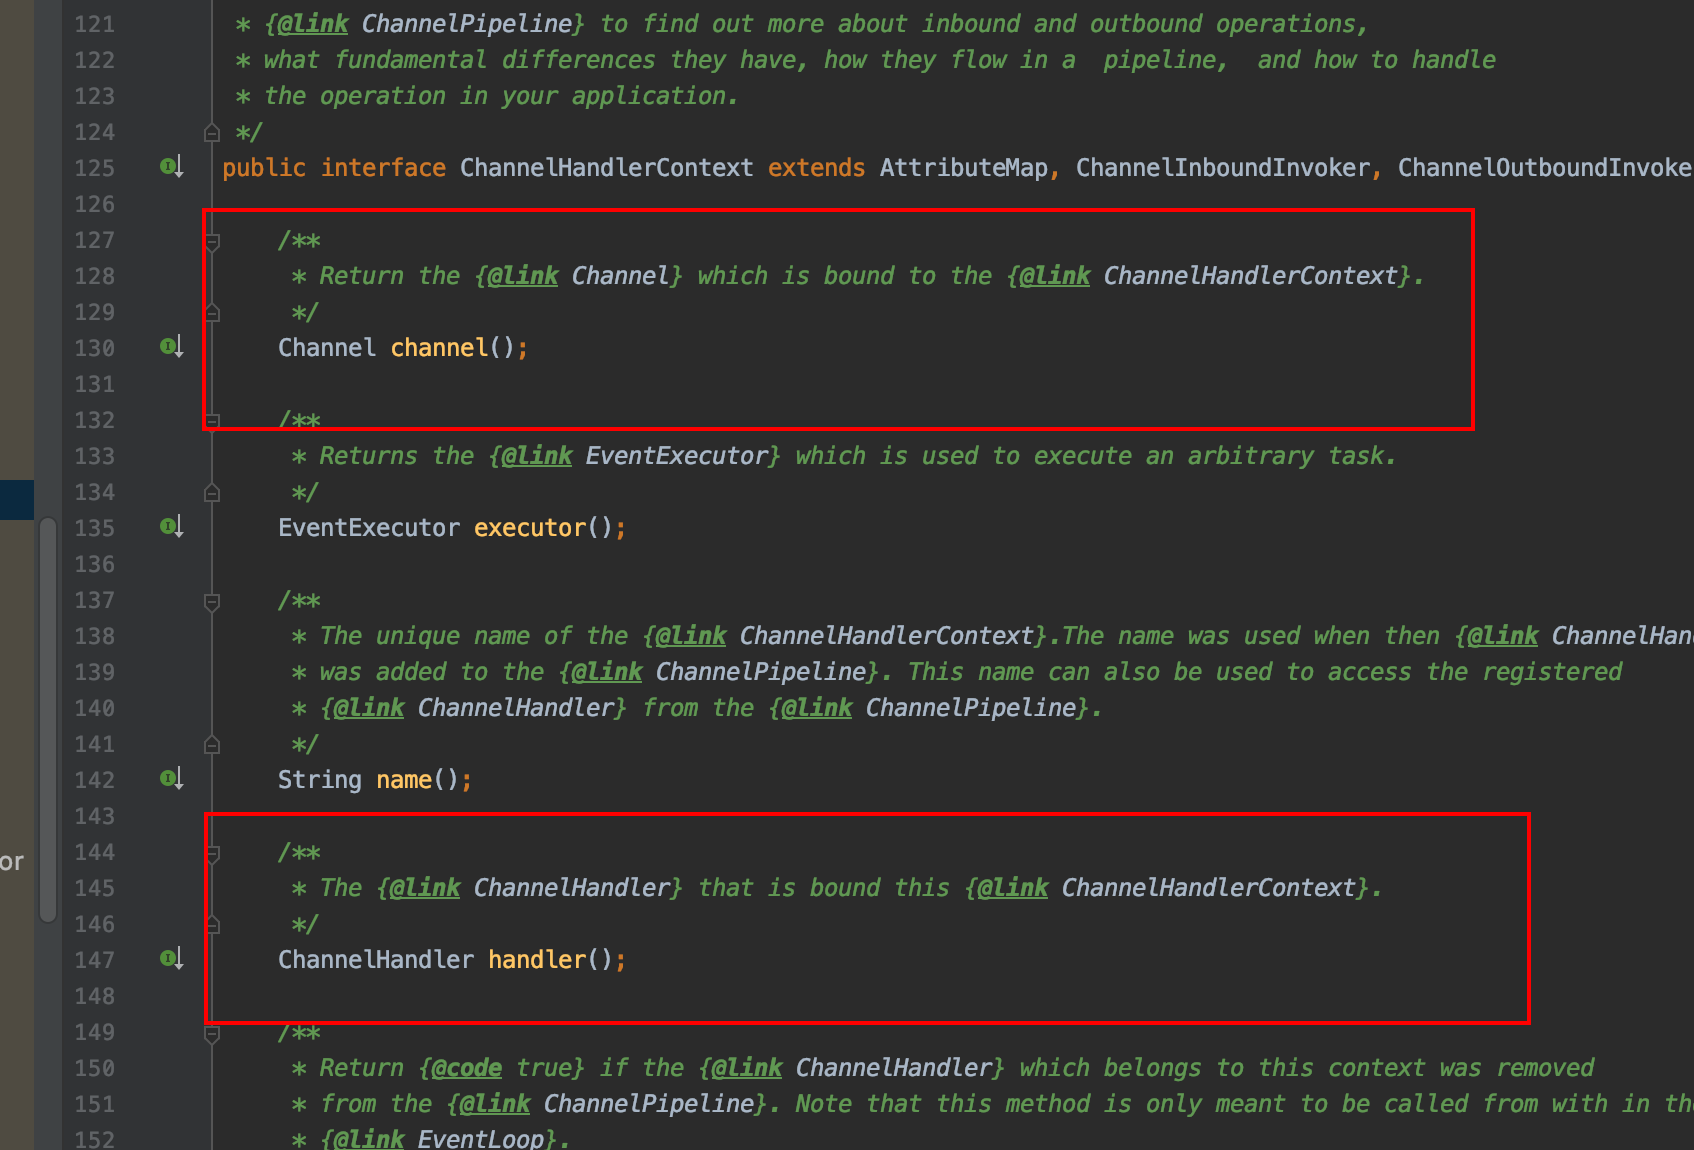 121 * {@link ChannelPipeline} to find out more about inbound and outbound operations,
122 * what fundamental differences they have, how they flow in a  pipeline,  and how to handle
123 * the operation in your application.
124 */
125 public interface ChannelHandlerContext extends AttributeMap, ChannelInboundInvoker, ChannelOutboundInvoke
126
127 /**
128 * Return the {@link Channel} which is bound to the {@link ChannelHandlerContext}.
129 */
130 Channel channel();
131
132 /**
133 * Returns the {@link EventExecutor} which is used to execute an arbitrary task.
134 */
135 EventExecutor executor();
136
137 /**
138 * The unique name of the {@link ChannelHandlerContext}.The name was used when then {@link ChannelHan
139 * was added to the {@link ChannelPipeline}. This name can also be used to access the registered
140 * {@link ChannelHandler} from the {@link ChannelPipeline}.
141 */
142 String name();
143
144 /**
or
145 * The {@link ChannelHandler} that is bound this {@link ChannelHandlerContext}.
146 */
147 ChannelHandler handler();
148
149 /**
150 * Return {@code true} if the {@link ChannelHandler} which belongs to this context was removed
151 * from the {@link ChannelPipeline}. Note that this method is only meant to be called from with in the
152 * {@link EventLoop}.